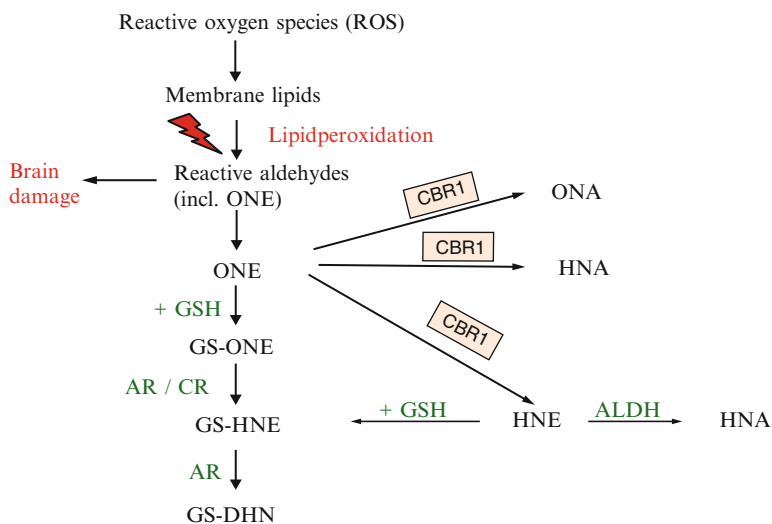 Reactive oxygen species (ROS)
Membrane lipids
Lipidperoxidation
Brain
damage
Reactive aldehydes
(incl. ONE)
CBR1
ONA
ONE
CBR1
HNA
+ GSH
CBR1
GS-ONE
AR / CR
GS-HNE
+ GSH
HNE
ALDH
HNA
AR
GS-DHN